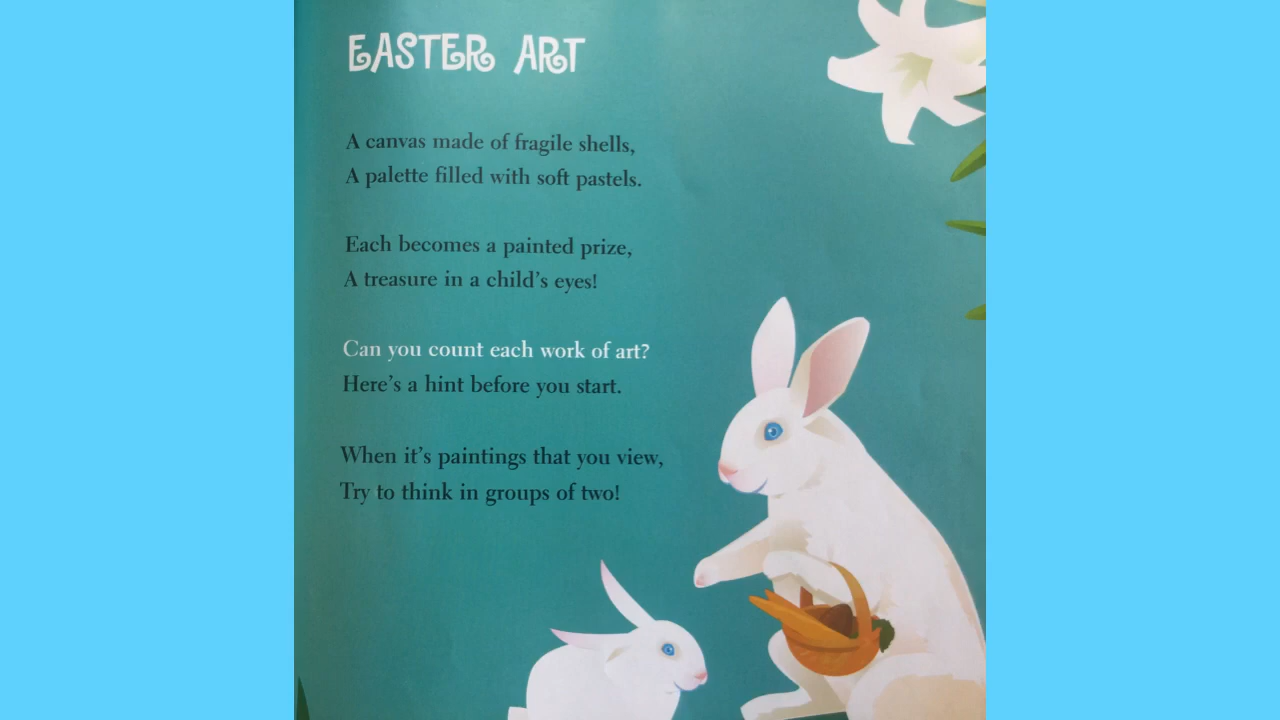 EASTER ART
A canvas made of fragile shells,
A palette filled with soft pastels.
Each becomes a painted prize,
A treasure in a child's eyes!
Can you count each work of art?
Here's a hint before you start.
When it's paintings that you view,
Try to think in groups of two!